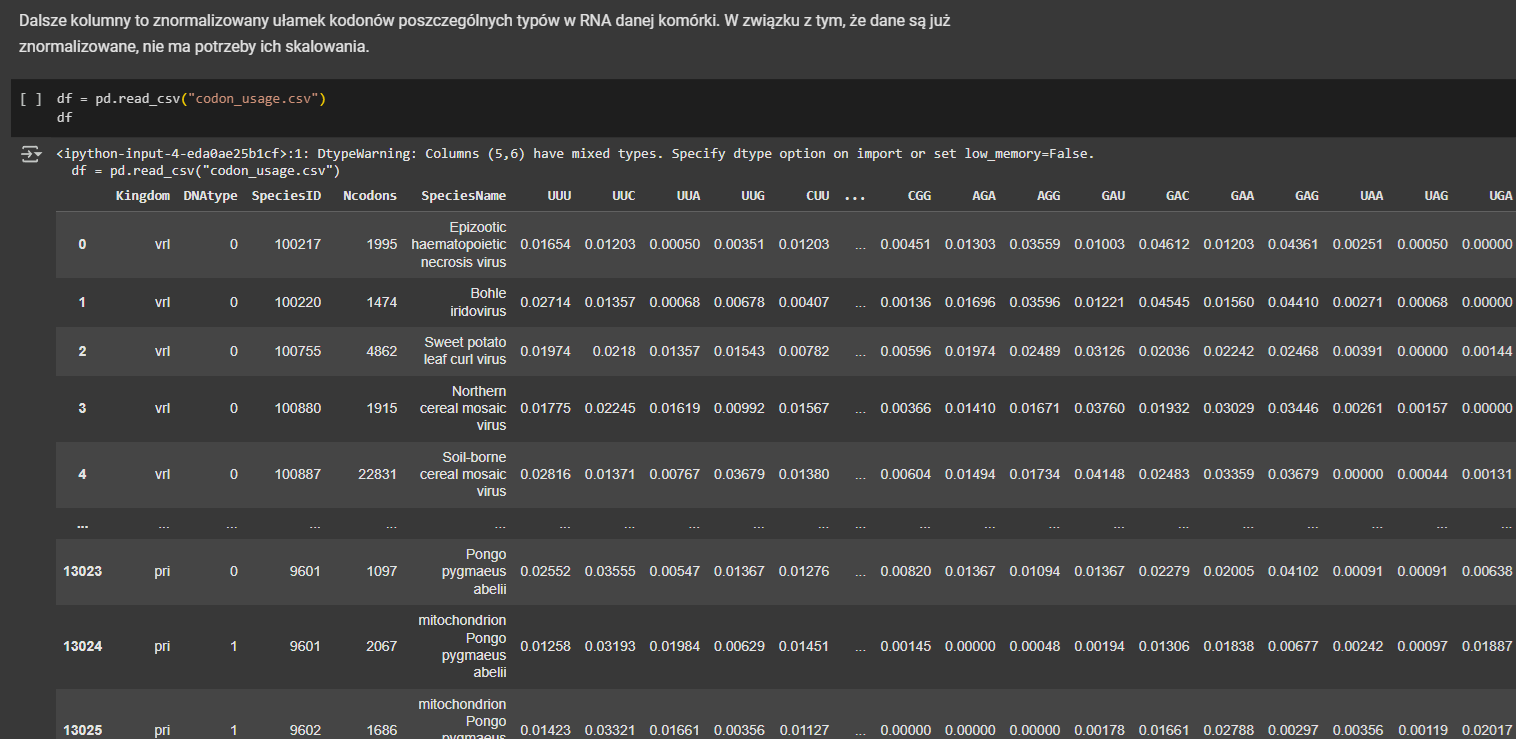 Dalsze kolumny to znormalizowany ułamek kodonów poszczególnych typów w RNA danej komórki. W związku z tym, że dane są już
znormalizowane, nie ma potrzeby ich skalowania.
[ ] df = pd.read_csv("codon_usage.csv")
df
<ipython-input-4-eda0ae25b1cf>:1: DtypeWarning: Columns (5,6) have mixed types. Specify dtype option on import or set low_memory=False.
df = pd.read_csv("codon_usage.csv")
Kingdom DNAtype SpeciesID Ncodons SpeciesName UUU UUC UUA UUG CUU ... CGG AGA AGG GAU GAC GAA GAG UAA UAG UGA
Epizootic
0 vrl 0 100217 1995 haematopoietic 0.01654 0.01203 0.00050 0.00351 0.01203 ... 0.00451 0.01303 0.03559 0.01003 0.04612 0.01203 0.04361 0.00251 0.00050 0.00000
necrosis virus
Bohle
1 vrl 0 100220 1474 0.02714 0.01357 0.00068 0.00678 0.00407 ... 0.00136 0.01696 0.03596 0.01221 0.04545 0.01560 0.04410 0.00271 0.00068 0.00000
iridovirus
Sweet potato
2 vrl 0 100755 4862 0.01974 0.0218 0.01357 0.01543 0.00782 ... 0.00596 0.01974 0.02489 0.03126 0.02036 0.02242 0.02468 0.00391 0.00000 0.00144
leaf curl virus
Northern
3 vrl 0 100880 1915 cereal mosaic 0.01775 0.02245 0.01619 0.00992 0.01567 ... 0.00366 0.01410 0.01671 0.03760 0.01932 0.03029 0.03446 0.00261 0.00157 0.00000
virus
Soil-borne
4 vrl 0 100887 22831 cereal mosaic 0.02816 0.01371 0.00767 0.03679 0.01380 ... 0.00604 0.01494 0.01734 0.04148 0.02483 0.03359 0.03679 0.00000 0.00044 0.00131
virus
... ... ... ... ... ... ... ... ... ... ... ... ... ... ... ... ... ... ... ... ... ...
Pongo
13023 pri 0 9601 1097 pygmaeus 0.02552 0.03555 0.00547 0.01367 0.01276 ... 0.00820 0.01367 0.01094 0.01367 0.02279 0.02005 0.04102 0.00091 0.00091 0.00638
abelii
mitochondrion
13024 pri 1 9601 2067 Pongo 0.01258 0.03193 0.01984 0.00629 0.01451 ... 0.00145 0.00000 0.00048 0.00194 0.01306 0.01838 0.00677 0.00242 0.00097 0.01887
pygmaeus
abelii
mitochondrion
13025 pri 1 9602 1686 Pongo 0.01423 0.03321 0.01661 0.00356 0.01127 ... 0.00000 0.00000 0.00000 0.00178 0.01661 0.02788 0.00297 0.00356 0.00119 0.02017
pygmaeus